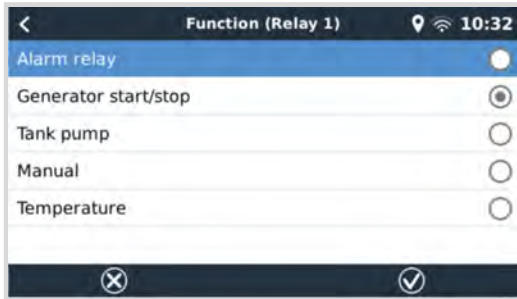 Function (Relay 1) 10:32
Alarm relay
Generator start/stop
Tank pump
Manual
Temperature